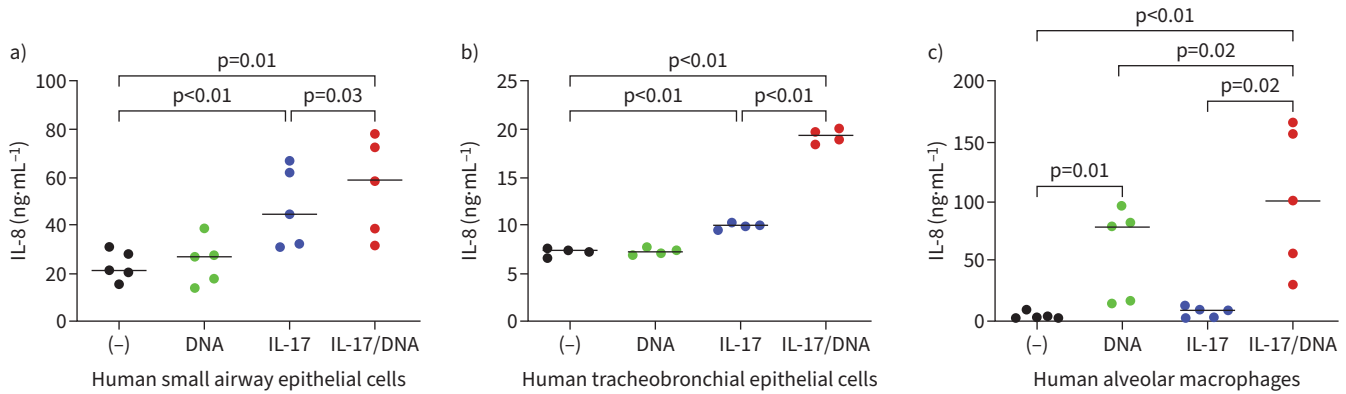 a)
p=0.01
p<0.01
p=0.03
100
80
60
40
20
0
IL-8 (ng·mL⁻¹)
(–)
DNA
IL-17
IL-17/DNA
Human small airway epithelial cells
b)
p<0.01
p<0.01
p<0.01
25
20
15
10
5
0
IL-8 (ng·mL⁻¹)
(–)
DNA
IL-17
IL-17/DNA
Human tracheobronchial epithelial cells
c)
p<0.01
p=0.02
p=0.02
p=0.01
200
150
100
50
0
IL-8 (ng·mL⁻¹)
(–)
DNA
IL-17
IL-17/DNA
Human alveolar macrophages